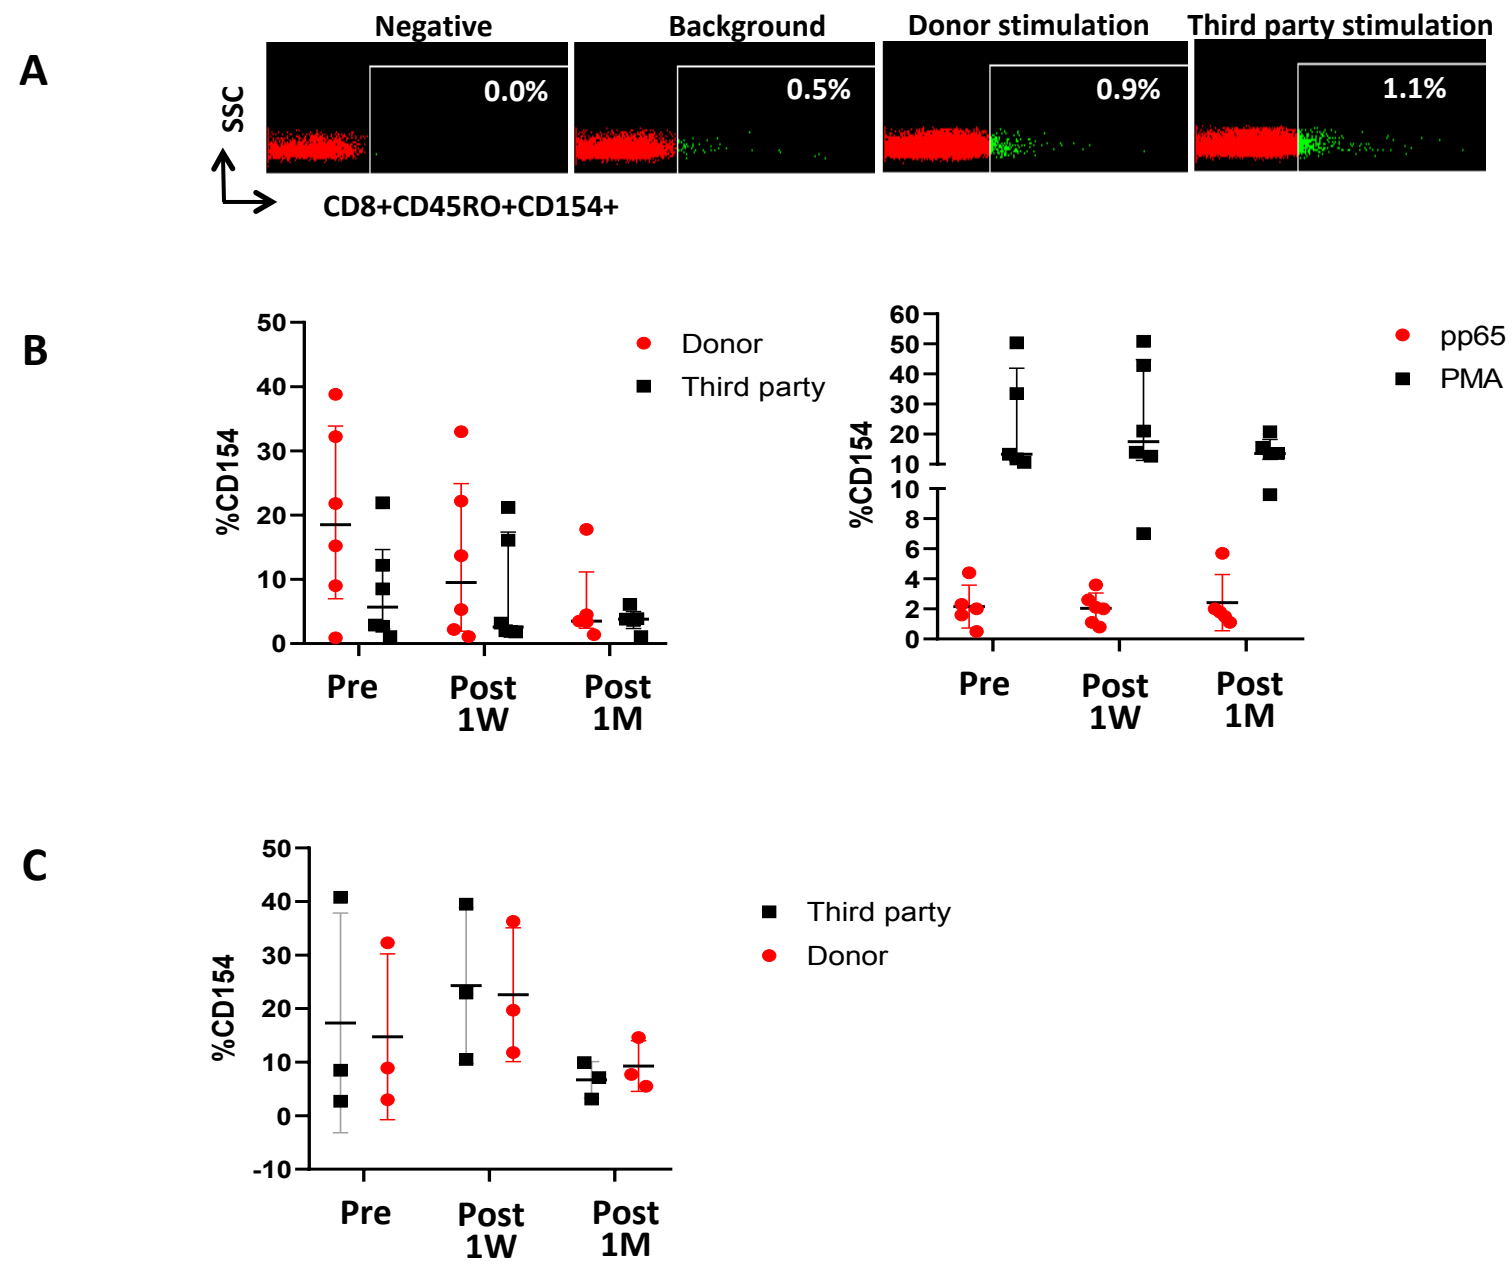 A
Negative
Background
Donor stimulation
Third party stimulation
0.0%
0.5%
0.9%
1.1%
SSC
CD8+CD45RO+CD154+
B
50
40
30
20
10
0
%CD154
Donor
Third party
Pre
Post
1W
Post
1M
60
50
40
30
20
10
10
8
6
4
2
0
%CD154
pp65
PMA
Pre
Post
1W
Post
1M
C
50
40
30
20
10
0
-10
%CD154
Third party
Donor
Pre
Post
1W
Post
1M